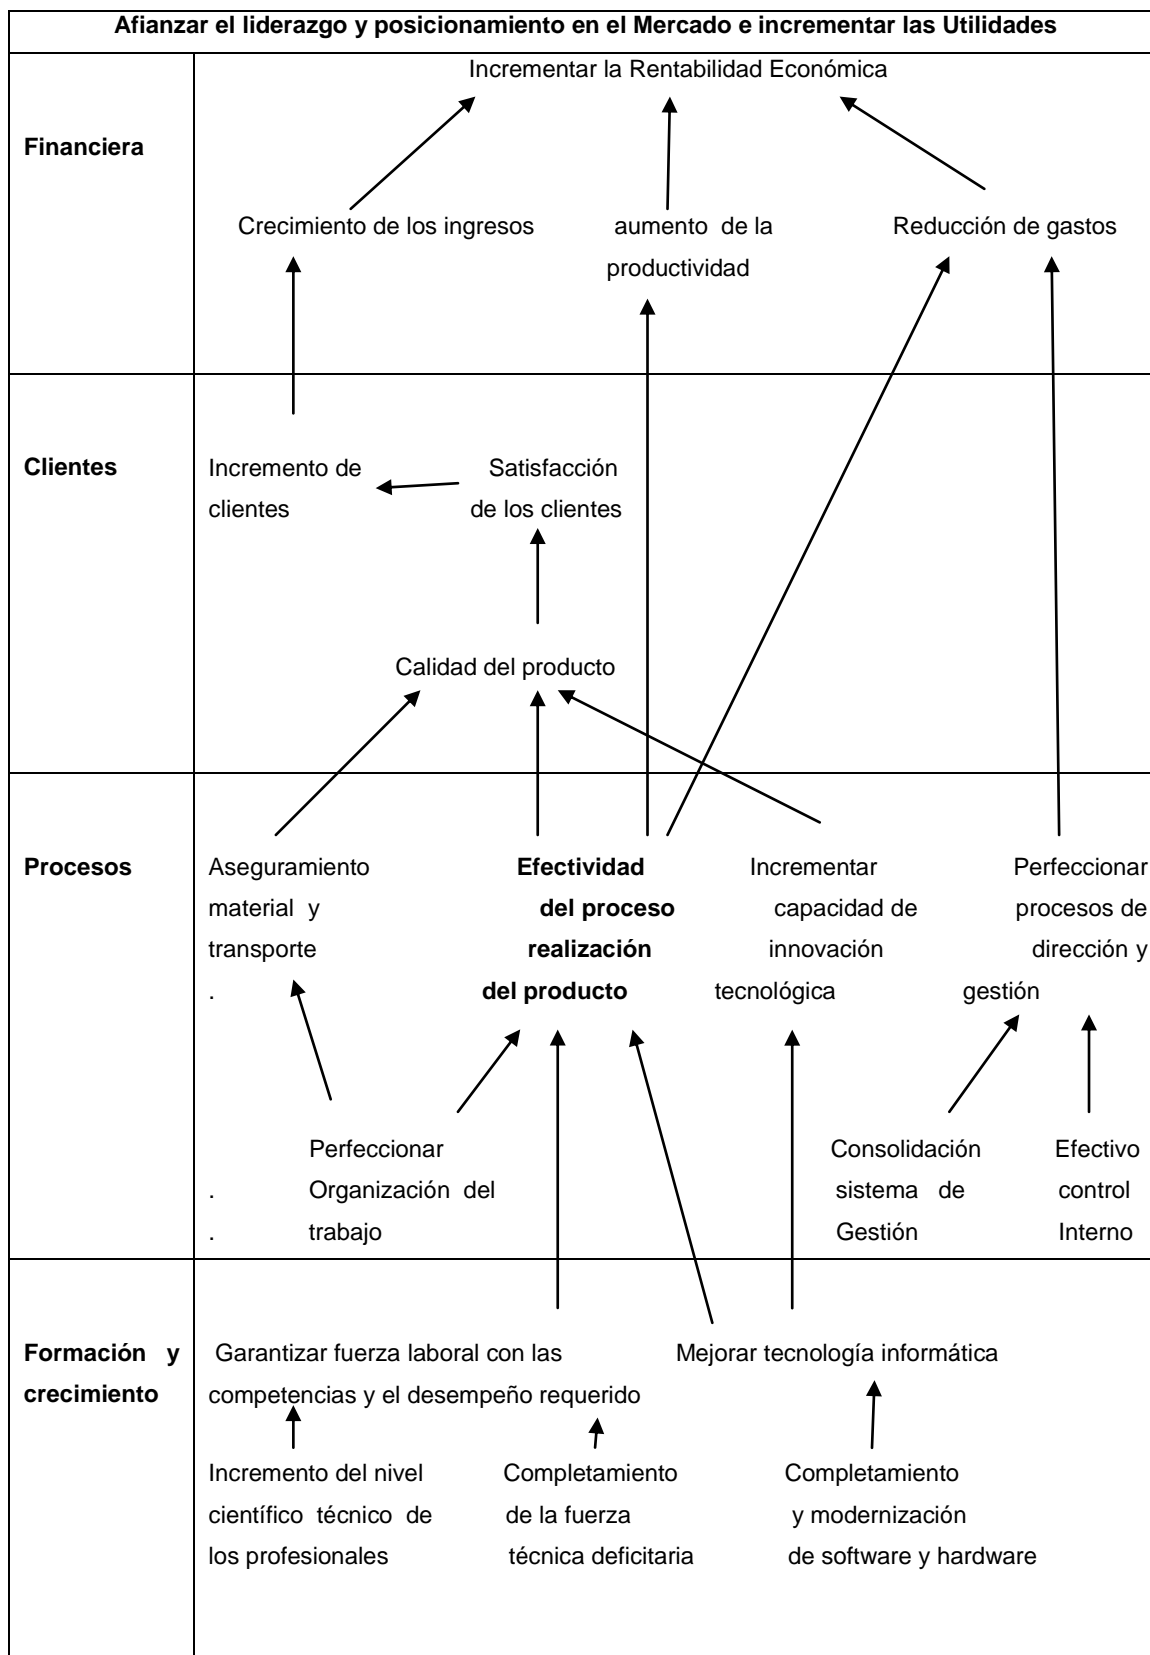 Afianzar el liderazgo y posicionamiento en el Mercado e incrementar las Utilidades
Incrementar la Rentabilidad Económica
Financiera
Crecimiento de los ingresos
aumento de la
productividad
Reducción de gastos
Clientes
Incremento de
clientes
Satisfacción
de los clientes
Calidad del producto
Procesos
Aseguramiento
material y
transporte
.
Efectividad
del proceso
realización
del producto
Incrementar
capacidad de
innovación
tecnológica
Perfeccionar
procesos de
dirección y
gestión
Perfeccionar
. Organización del
. trabajo
Consolidación
sistema de
Gestión
Efectivo
control
Interno
Formación y
crecimiento
Garantizar fuerza laboral con las
competencias y el desempeño requerido
Mejorar tecnología informática
Incremento del nivel
científico técnico de
los profesionales
Completamiento
de la fuerza
técnica deficitaria
Completamiento
y modernización
de software y hardware